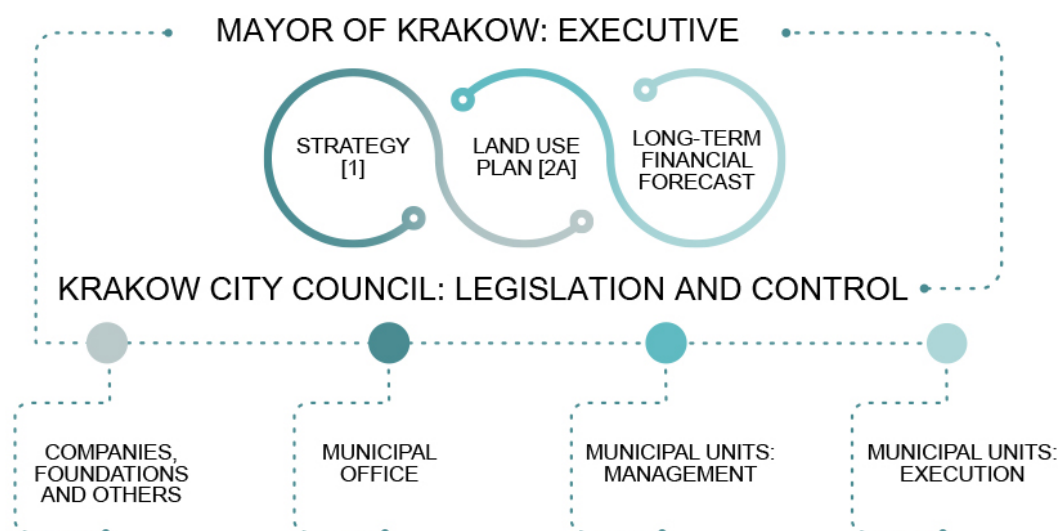 MAYOR OF KRAKOW: EXECUTIVE
STRATEGY
[1]
LAND USE
PLAN [2A]
LONG-TERM
FINANCIAL
FORECAST
KRAKOW CITY COUNCIL: LEGISLATION AND CONTROL
COMPANIES,
FOUNDATIONS
AND OTHERS
MUNICIPAL
OFFICE
MUNICIPAL UNITS:
MANAGEMENT
MUNICIPAL UNITS:
EXECUTION